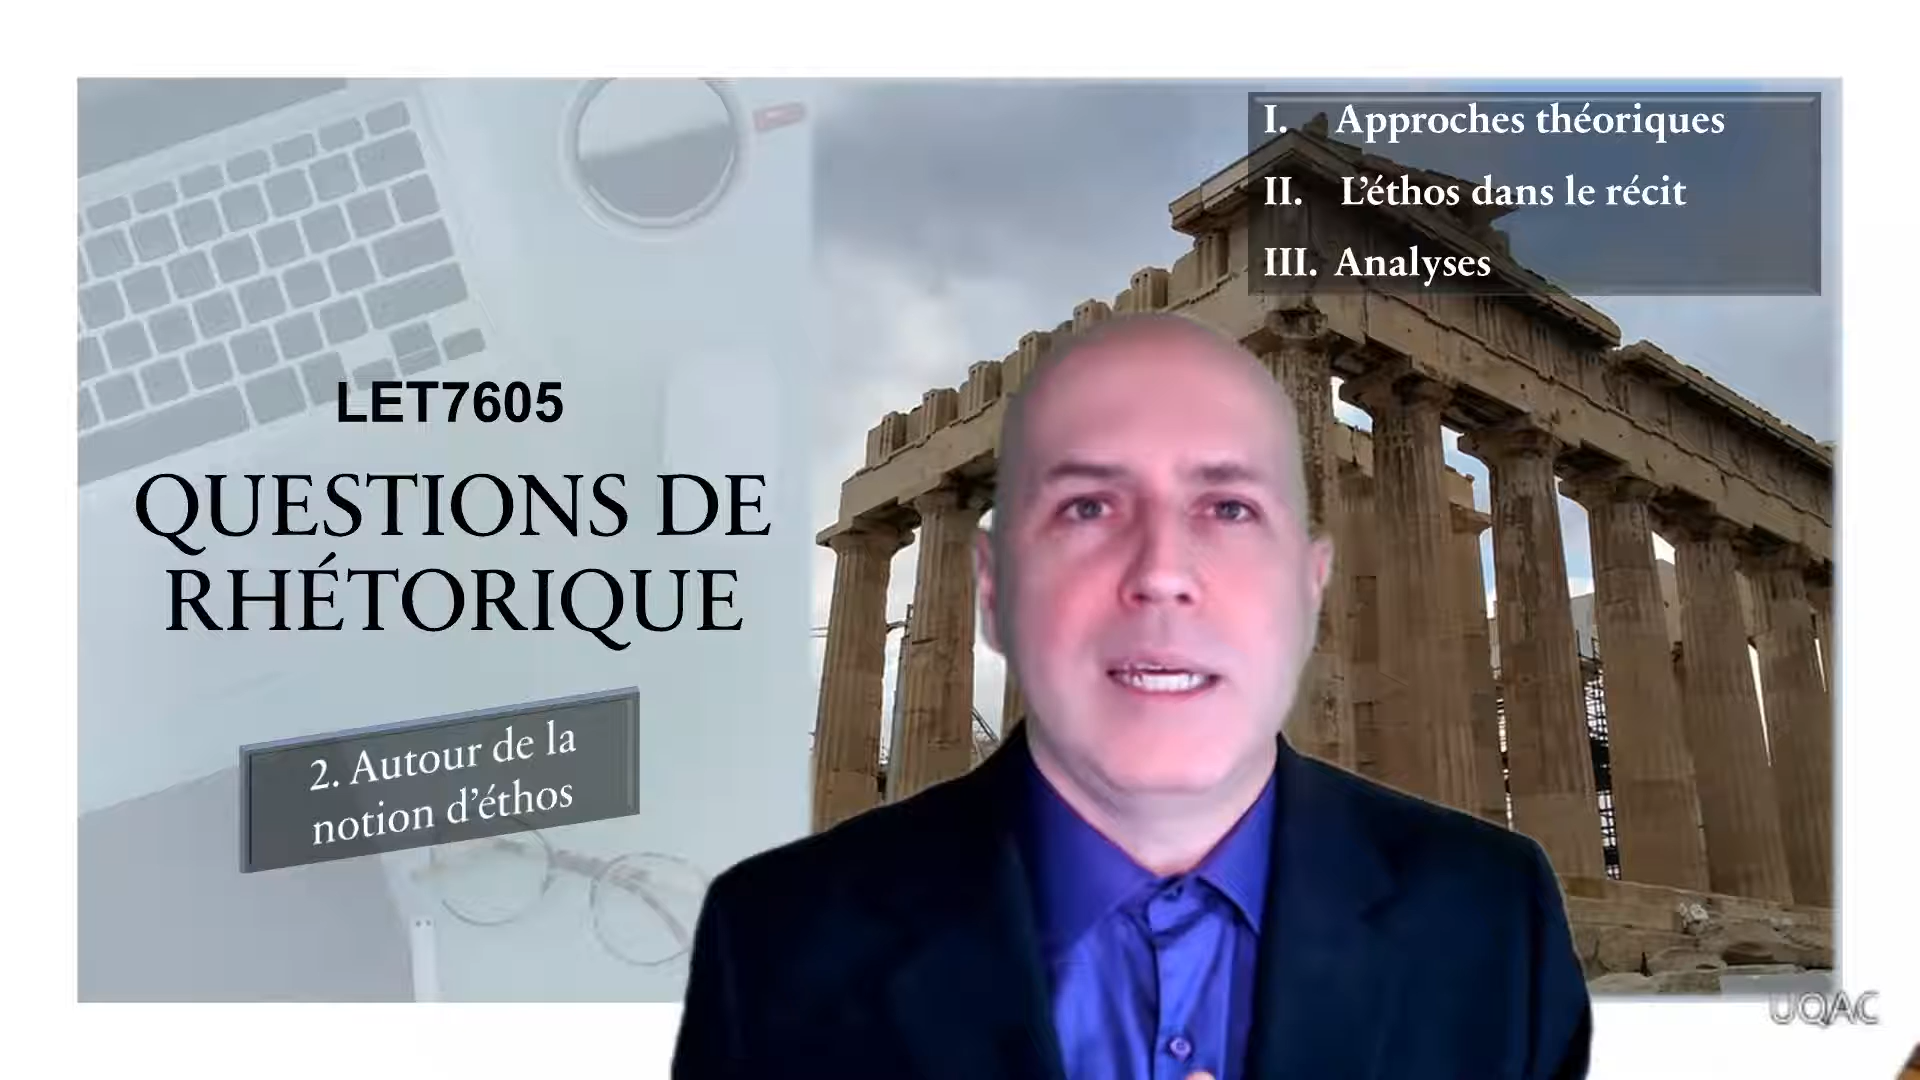 LET7605
QUESTIONS DE
RHÉTORIQUE
2. Autour de la
notion d'éthos
I. Approches théoriques
II. L'éthos dans le récit
III. Analyses
UQAC